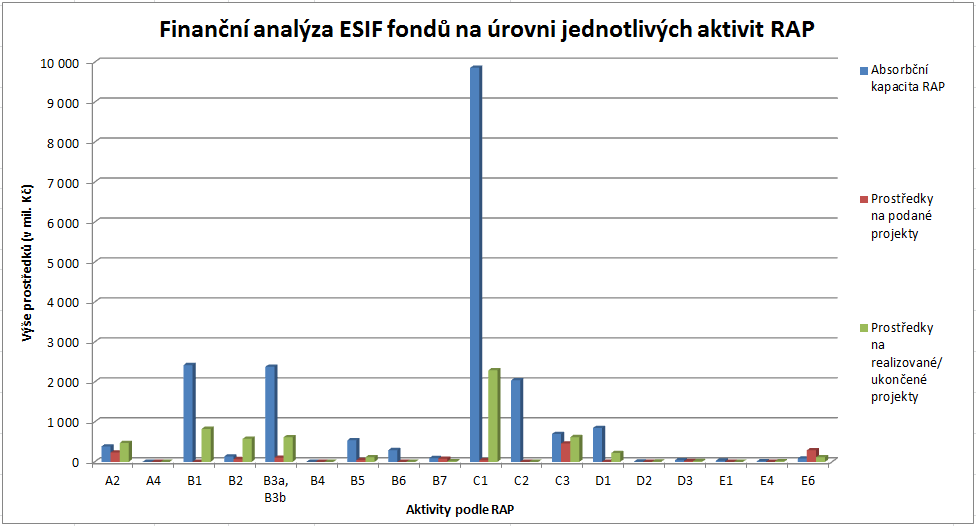 Finanční analýza ESIF fondů na úrovni jednotlivých aktivit RAP
10 000
9 000
8 000
7 000
6 000
5 000
4 000
3 000
2 000
1 000
0
Výše prostředků (v mil. Kč)
A2 A4 B1 B2 B3a, B4 B5 B6 B7 C1 C2 C3 D1 D2 D3 E1 E4 E6
B3b
Aktivity podle RAP
Absorbční
kapacita RAP
Prostředky
na podané
projekty
Prostředky
na
realizované/
ukončené
projekty